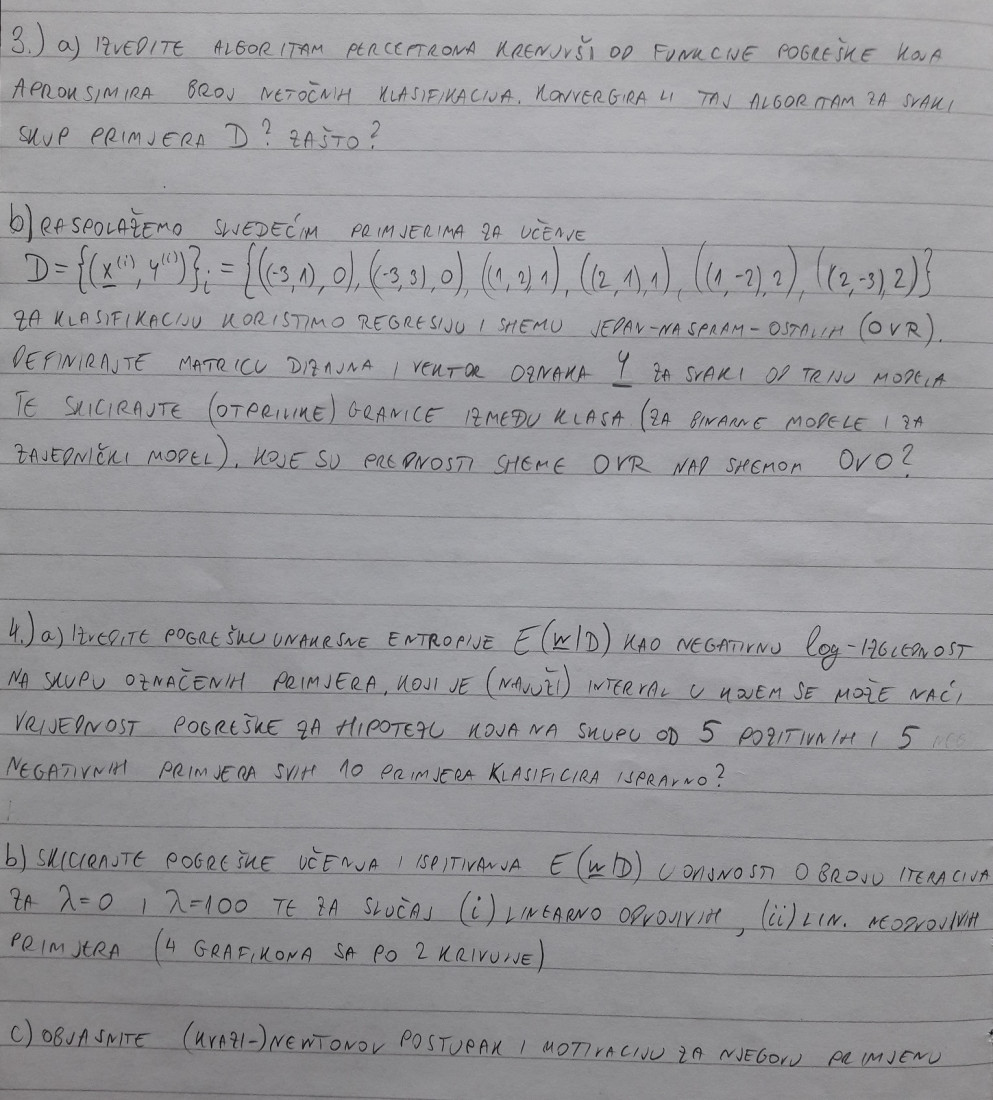 3.) a) IZVEDITE ALGORITAM PERCEPTRONA KRENUVŠI OD FUNKCIJE POGREŠKE KOJA
APROKSIMIRA BROJ NETOČNIH KLASIFIKACIJA. KONVERGIRA LI TAJ ALGORITAM ZA SVAKI
SKUP PRIMJERA D? ZAŠTO?
b) RASPOLAŽEMO SLJEDEĆIM PRIMJERIMA ZA UČENJE
D = {(x^(i), y^(i))}_i = {((-3,1), 0), (-3,3), 0), ((1,2),1), ((2,1),1), ((1,-2),2), ((2,-3),2)}
ZA KLASIFIKACIJU KORISTIMO REGRESIJU I SHEMU JEDAN-NASPRAM-OSTALIH (OVR).
DEFINIRAJTE MATRICU DIZAJNA I VEKTOR OZNAKA y ZA SVAKI OD TRIJU MODELA
TE SKICIRAJTE (OTPRILIKE) GRANICE IZMEĐU KLASA (ZA BINARNE MODELE I ZA
ZAJEDNIČKI MODEL). KOJE SU PREDNOSTI SHEME OVR NAD SHEMOM OVO?
4.) a) IZVEDITE POGREŠKU UNAKRSNE ENTROPIJE E(w|D) KAO NEGATIVNU log-IZGLEDNOST
NA SKUPU OZNAČENIH PRIMJERA, KOJI JE (NAJUŽI) INTERVAL U KOJEM SE MOŽE NAĆI
VRIJEDNOST POGREŠKE ZA HIPOTEZU KOJA NA SKUPU OD 5 POZITIVNIH I 5
NEGATIVNIH PRIMJERA SVIH 10 PRIMJERA KLASIFICIRA ISPRAVNO?
b) SKICIRAJTE POGREŠKE UČENJA I ISPITIVANJA E(w|D) U ODNOSTI O BROJU ITERACIJA
ZA λ=0 I λ=100 TE ZA SLUČAJ (i) LINEARNO ODVOJIVIH, (ii) LIN. NEODVOJIVIH
PRIMJERA (4 GRAFIKONA SA PO 2 KRIVULJE)
c) OBJASNITE (KVAZI-)NEWTONOV POSTUPAK I MOTIVACIJU ZA NJEGOVU PRIMJENU